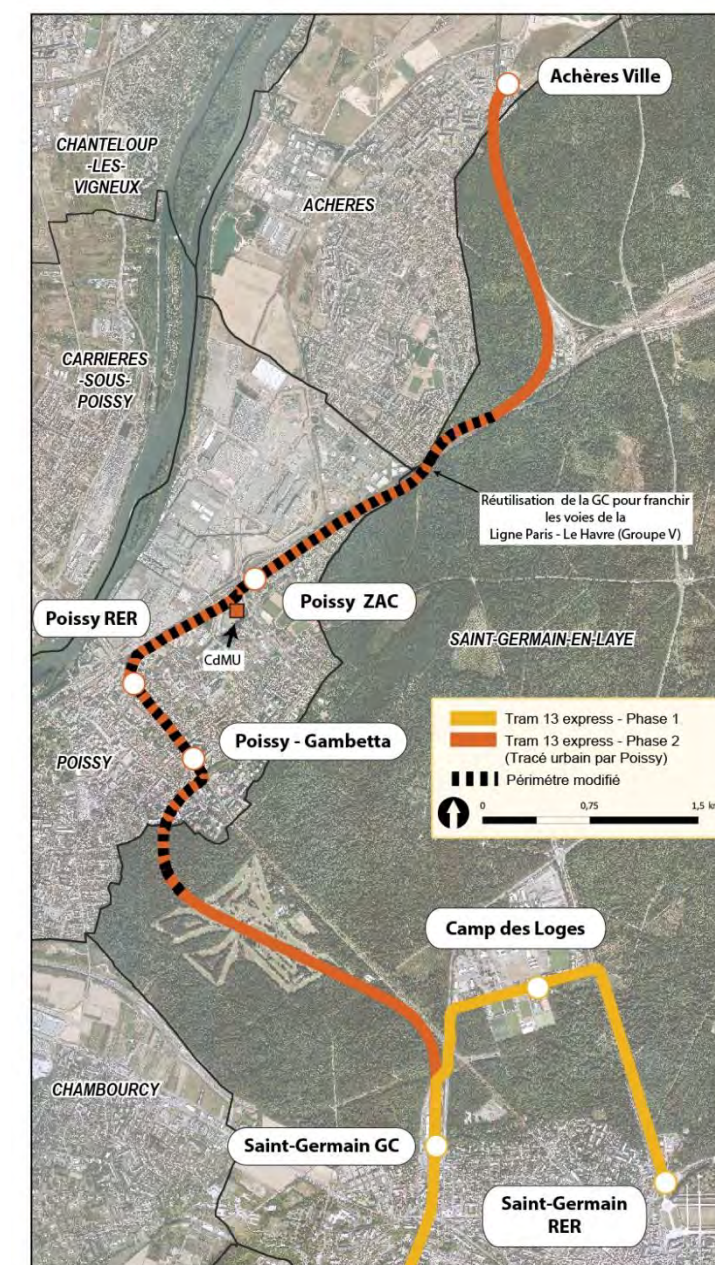 Achères Ville
CHANTELOUP
-LES-
VIGNEUX
ACHERES
CARRIERES
-SOUS-
POISSY
Réutilisation de la GC pour franchir
les voies de la
Ligne Paris - Le Havre (Groupe V)
Poissy RER
Poissy ZAC
CdMU
SAINT-GERMAIN-EN-LAYE
Poissy - Gambetta
POISSY
Tram 13 express - Phase 1
Tram 13 express - Phase 2
(Tracé urbain par Poissy)
Périmétre modifié
0 0,75 1,5 k
Camp des Loges
CHAMBOURCY
Saint-Germain GC
Saint-Germain
RER